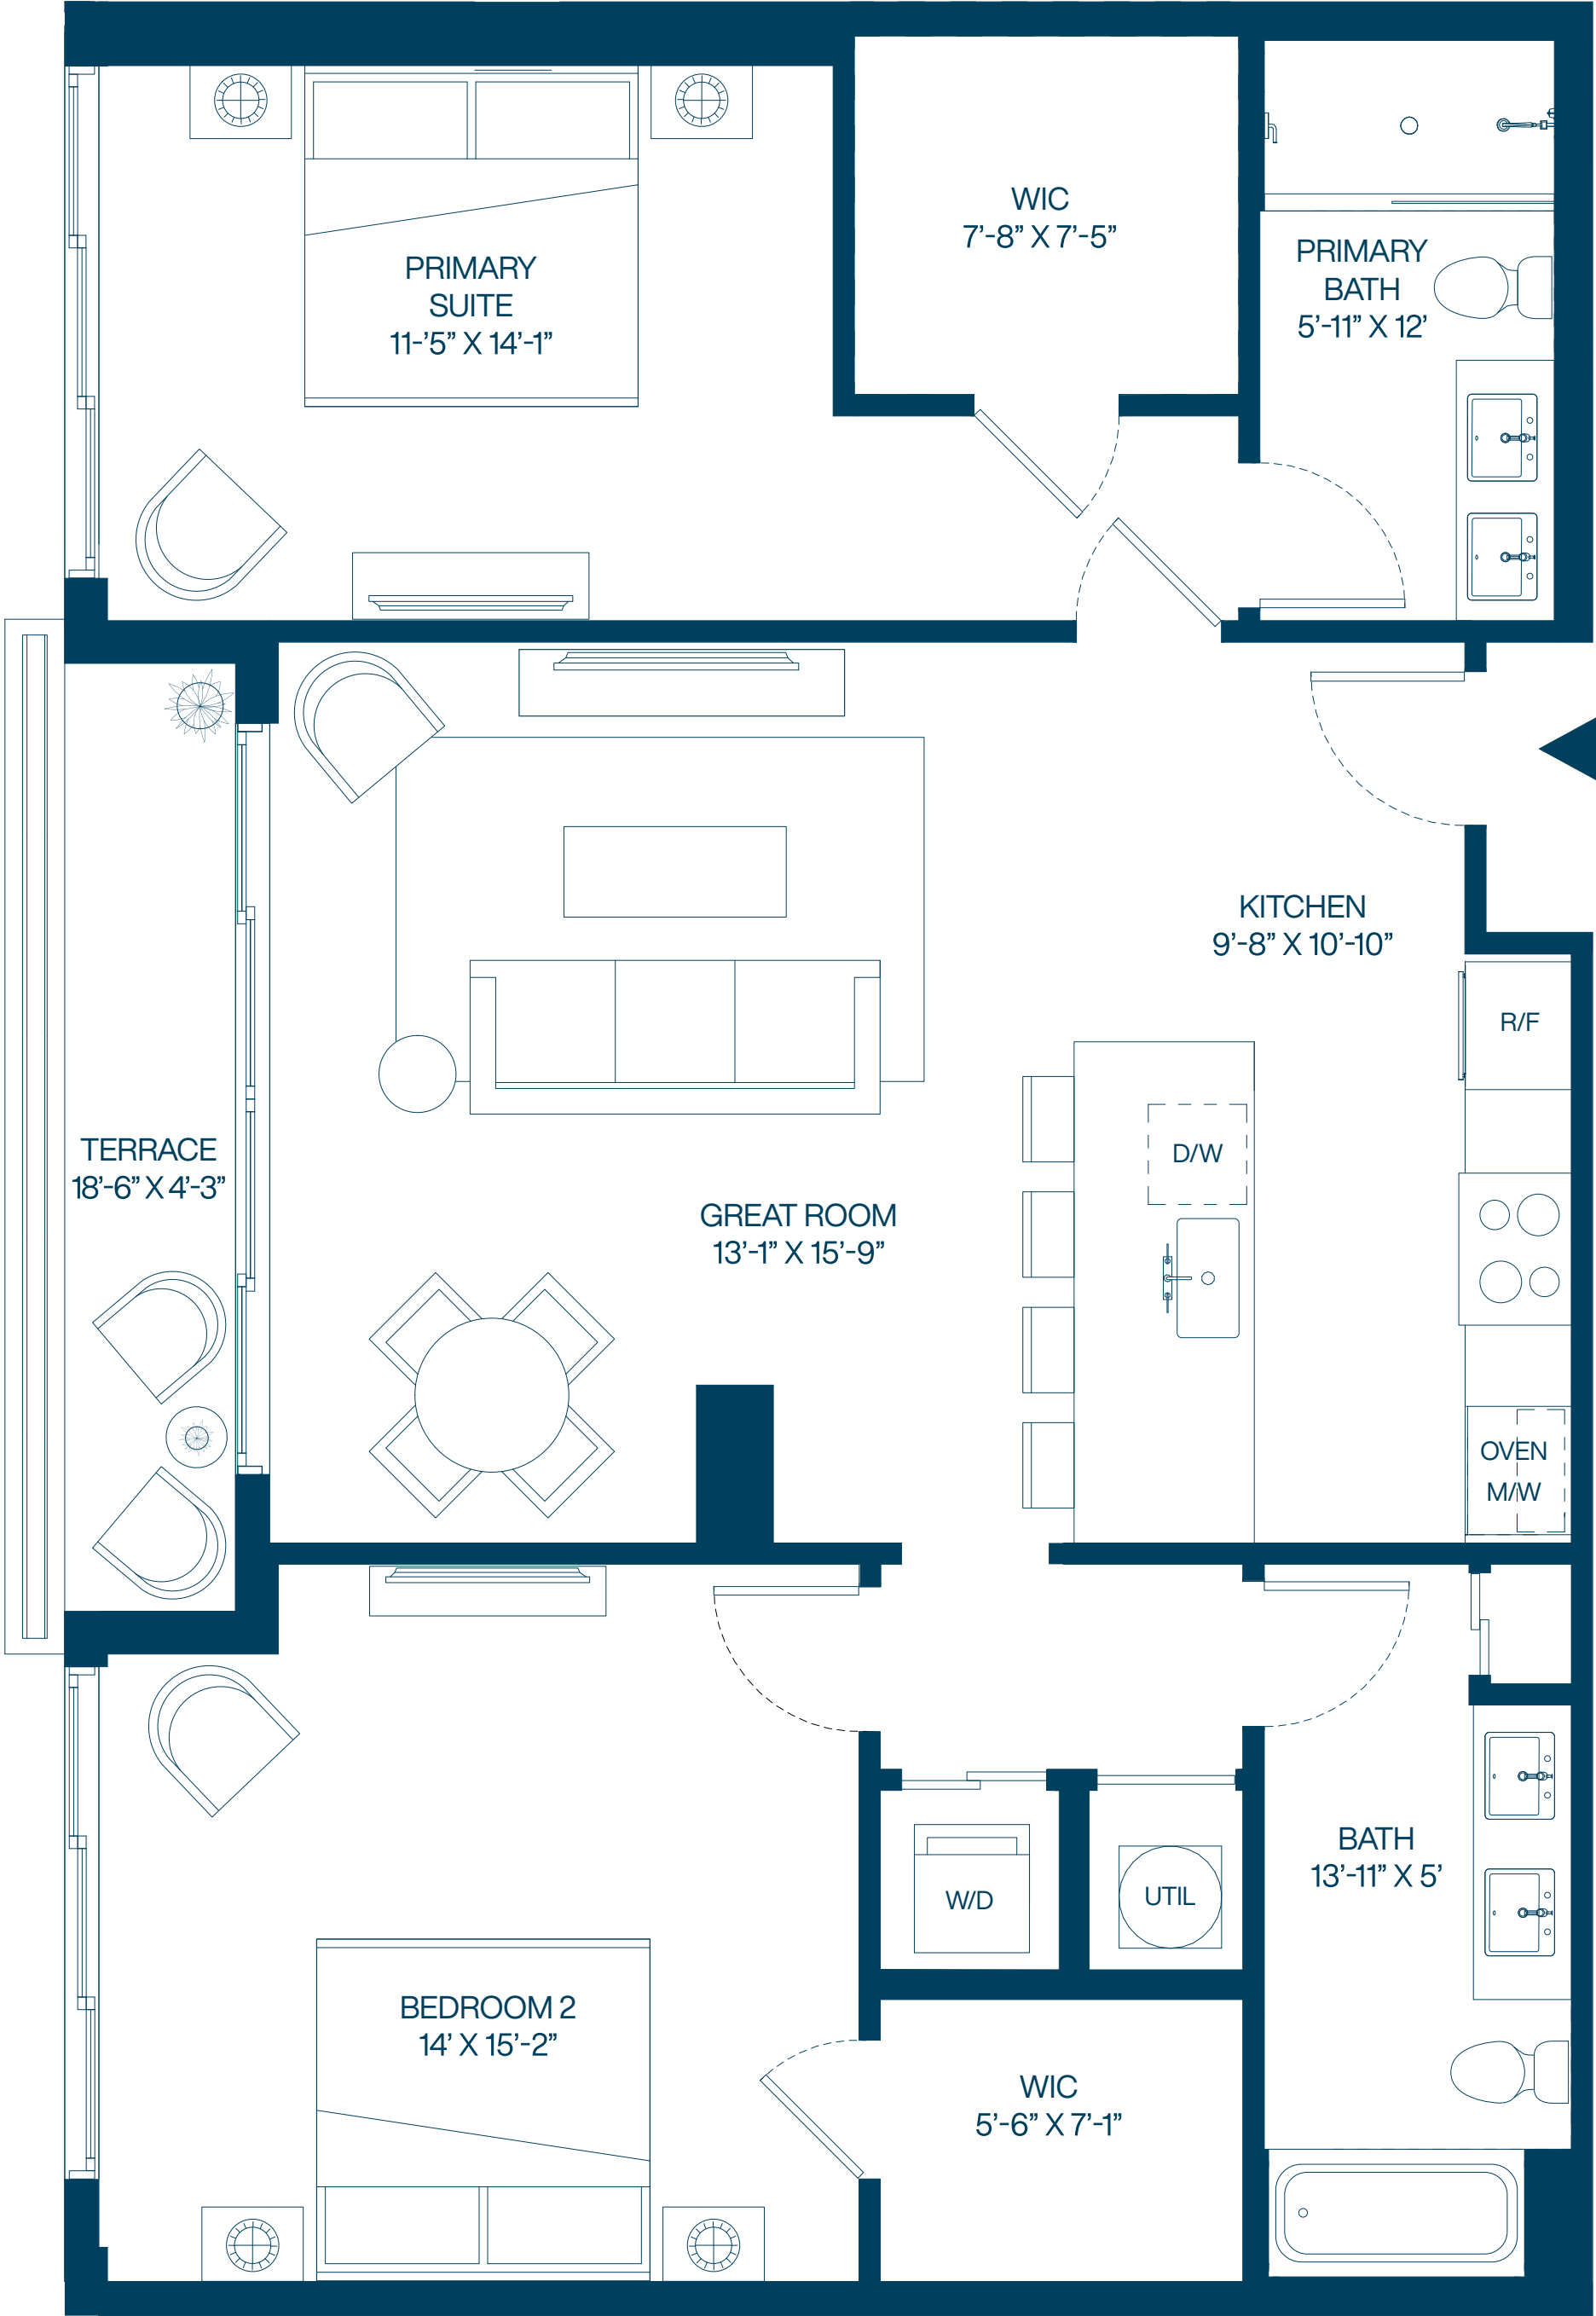 WIC
7’-8” X 7’-5”
PRIMARY
BATH
5’-11” X 12’
PRIMARY
SUITE
11-’5” X 14’-1”
KITCHEN
9’-8” X 10’-10”
R/F
D/W
TERRACE
18’-6” X 4’-3”
GREAT ROOM
13’-1” X 15’-9”
OVEN
M/W
BATH
13’-11” X 5’
W/D
UTIL
BEDROOM 2
14’ X 15’-2”
WIC
5’-6” X 7’-1”